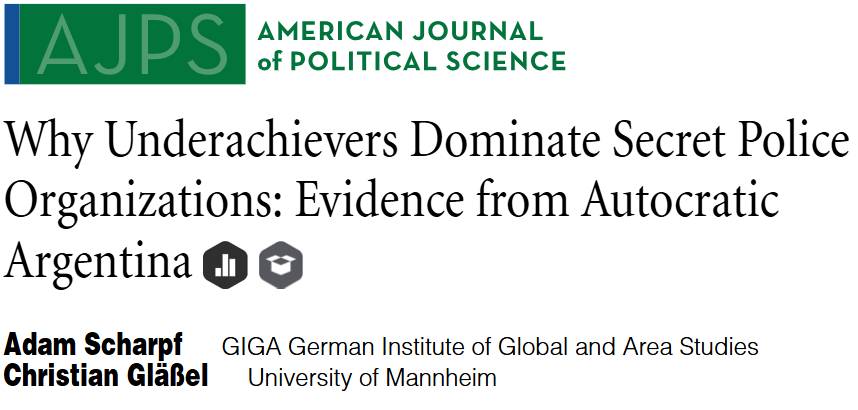 AJPS
AMERICAN JOURNAL
of POLITICAL SCIENCE
Why Underachievers Dominate Secret Police
Organizations: Evidence from Autocratic
Argentina
Adam Scharpf GIGA German Institute of Global and Area Studies
Christian Gläßel University of Mannheim